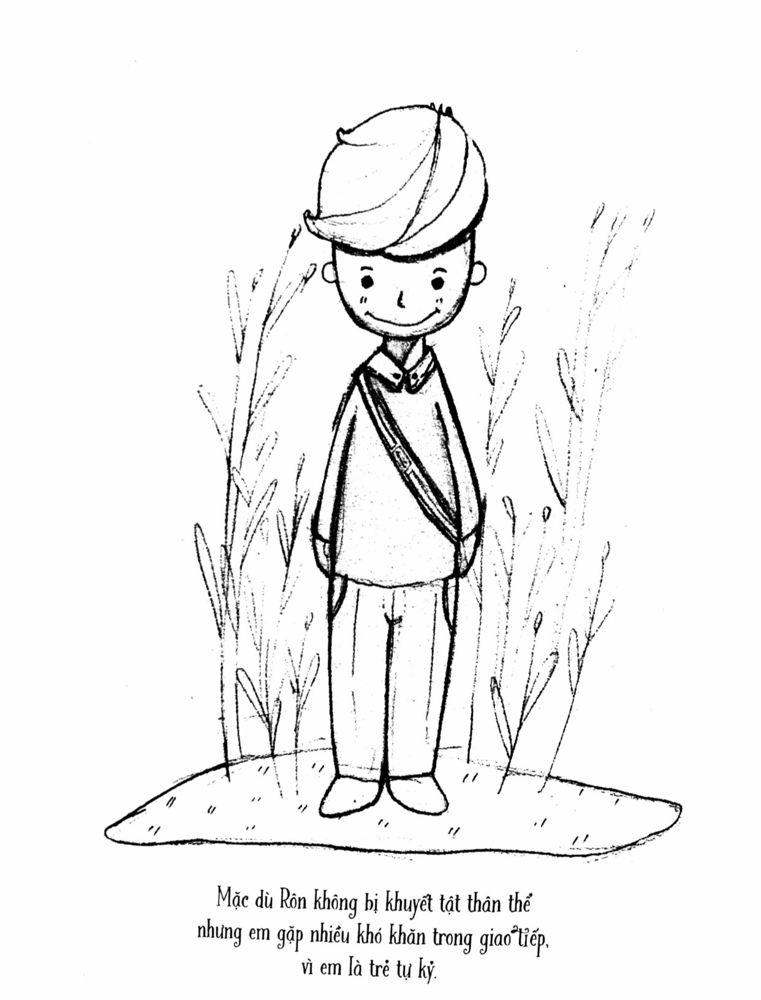 Mặc dù Rôn không bị khuyết tật thân thể
nhưng em gặp nhiều khó khăn trong giao tiếp,
vì em là trẻ tự kỷ.